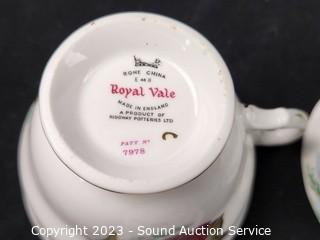 BONE CHINA
Royal Vale
MADE IN ENGLAND
A PRODUCT OF
RIDGWAY POTTERIES LTD
PATT. Nº
7978
C
Copyright 2023 - Sound Auction Service